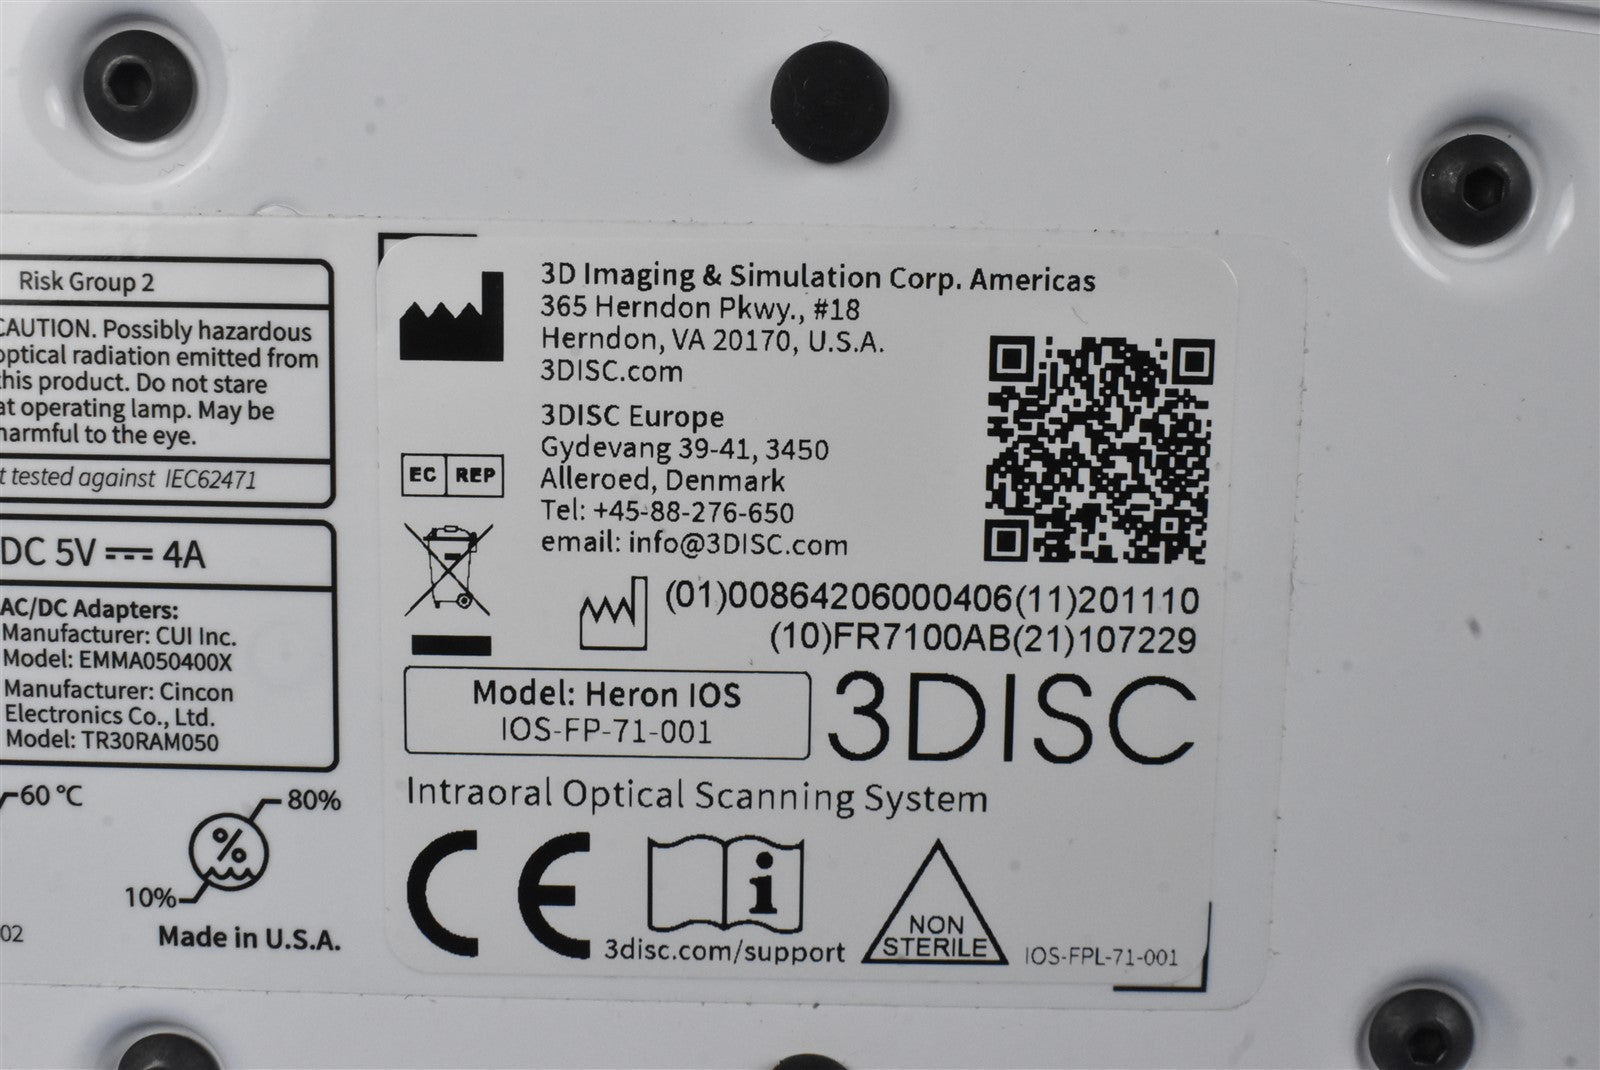 Risk Group 2
CAUTION. Possibly hazardous
optical radiation emitted from
this product. Do not stare
at operating lamp. May be
harmful to the eye.
tested against IEC62471
DC 5V 4A
AC/DC Adapters:
Manufacturer: CUI Inc.
Model: EMMA050400X
Manufacturer: Cincon
Electronics Co., Ltd.
Model: TR30RAM050
60 °C
80%
%
10%
02
Made in U.S.A.
3D Imaging & Simulation Corp. Americas
365 Herndon Pkwy., #18
Herndon, VA 20170, U.S.A.
3DISC.com
3DISC Europe
Gydevang 39-41, 3450
Alleroed, Denmark
Tel: +45-88-276-650
email: info@3DISC.com
EC REP
(01)00864206000406(11)201110
(10)FR7100AB(21)107229
Model: Heron IOS
IOS-FP-71-001
3DISC
Intraoral Optical Scanning System
CE
i
3disc.com/support
NON
STERILE
IOS-FPL-71-001